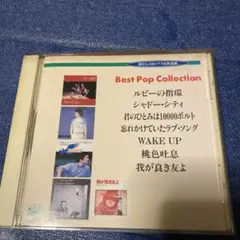 Best Pop Collection
ルビーの指環
シャドー・シティ
君のひとみは10000ボルト
忘れかけていたラブ・ソング
WAKE UP
桃色吐息
我が良き友よ